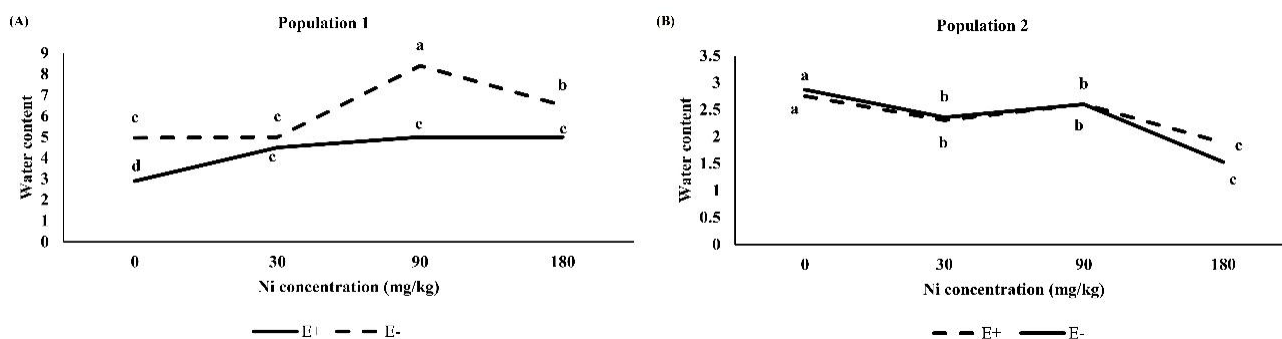 (A)
Population 1
9
8
7
6
5
4
3
2
1
0
Water content
c
c
a
b
d
c
c
c
0 30 90 180
Ni concentration (mg/kg)
E+ E-
(B)
Population 2
3.5
3
2.5
2
1.5
1
0.5
0
Water content
a
b
b
a
b
b
c
c
0 30 90 180
Ni concentration (mg/kg)
E+ E-